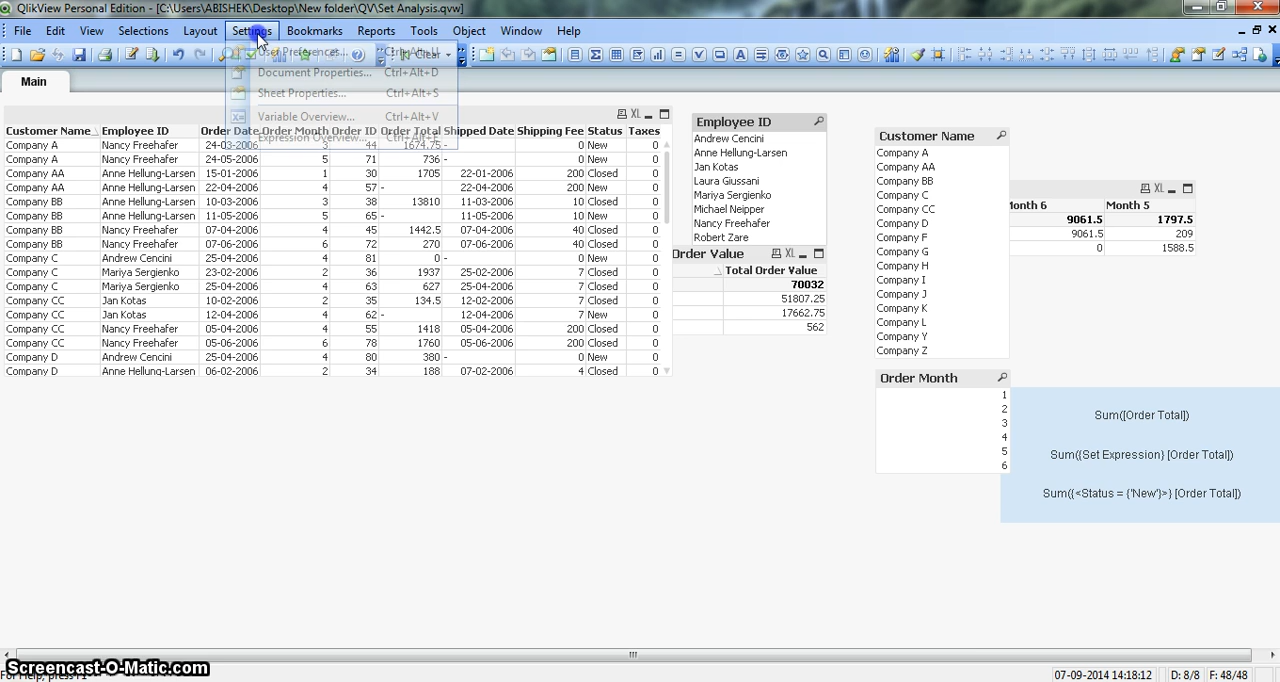 QlikView Personal Edition - [C:\Users\ABISHEK\Desktop\New folder\QV\Set Analysis.qvw]
File Edit View Selections Layout Settings Bookmarks Reports Tools Object Window Help
User Preferences... Ctrl+Alt+U
Clear
Document Properties... Ctrl+Alt+D
Sheet Properties... Ctrl+Alt+S
Variable Overview... Ctrl+Alt+V
Expression Overview... Ctrl+Alt+E
Main
XL
Customer Name Employee ID Order Date Order Month Order ID Order Total Shipped Date Shipping Fee Status Taxes
Company A Nancy Freehafer 24-03-2006 3 44 1674.75 - 0 New 0
Company A Nancy Freehafer 24-05-2006 5 71 736 - 0 New 0
Company AA Anne Hellung-Larsen 15-01-2006 1 30 1705 22-01-2006 200 Closed 0
Company AA Anne Hellung-Larsen 22-04-2006 4 57 - 22-04-2006 200 New 0
Company BB Anne Hellung-Larsen 10-03-2006 3 38 13810 11-03-2006 10 Closed 0
Company BB Anne Hellung-Larsen 11-05-2006 5 65 - 11-05-2006 10 New 0
Company BB Nancy Freehafer 07-04-2006 4 45 1442.5 07-04-2006 40 Closed 0
Company BB Nancy Freehafer 07-06-2006 6 72 270 07-06-2006 40 Closed 0
Company C Andrew Cencini 25-04-2006 4 81 0 - 0 New 0
Company C Mariya Sergienko 23-02-2006 2 36 1937 25-02-2006 7 Closed 0
Company C Mariya Sergienko 25-04-2006 4 63 627 25-04-2006 7 Closed 0
Company CC Jan Kotas 10-02-2006 2 35 134.5 12-02-2006 7 Closed 0
Company CC Jan Kotas 12-04-2006 4 62 - 12-04-2006 7 New 0
Company CC Nancy Freehafer 05-04-2006 4 55 1418 05-04-2006 200 Closed 0
Company CC Nancy Freehafer 05-06-2006 6 78 1760 05-06-2006 200 Closed 0
Company D Andrew Cencini 25-04-2006 4 80 380 - 0 New 0
Company D Anne Hellung-Larsen 06-02-2006 2 34 188 07-02-2006 4 Closed 0
Employee ID
Andrew Cencini
Anne Hellung-Larsen
Jan Kotas
Laura Giussani
Mariya Sergienko
Michael Neipper
Nancy Freehafer
Robert Zare
Order Value XL
Total Order Value
70032
51807.25
17662.75
562
Customer Name
Company A
Company AA
Company BB
Company C
Company CC
Company D
Company F
Company G
Company H
Company I
Company J
Company K
Company L
Company Y
Company Z
XL
Month 6 Month 5
9061.5 1797.5
9061.5 209
0 1588.5
Order Month
1
2
3
4
5
6
Sum([Order Total])
Sum({Set Expression} [Order Total])
Sum({<Status = {'New'}>} [Order Total])
Screencast-O-Matic.com
For Help, press F1
07-09-2014 14:18:12 D: 8/8 F: 48/48